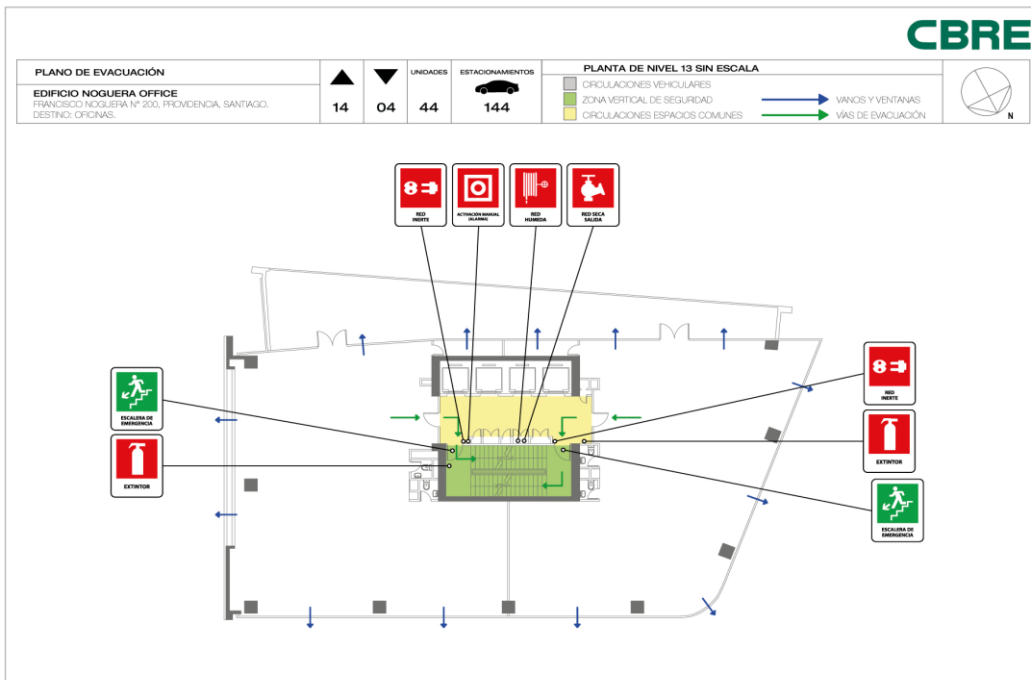 CBRE
PLANO DE EVACUACIÓN
EDIFICIO NOGUERA OFFICE
FRANCISCO NOGUERA N° 200, PROVIDENCIA, SANTIAGO.
DESTINO: OFICINAS.
14
04
UNIDADES
44
ESTACIONAMIENTOS
144
PLANTA DE NIVEL 13 SIN ESCALA
CIRCULACIONES VEHICULARES
ZONA VERTICAL DE SEGURIDAD
CIRCULACIONES ESPACIOS COMUNES
VANOS Y VENTANAS
VÍAS DE EVACUACIÓN
N
RED
INERTE
ACTIVACIÓN MANUAL
(ALARMA)
RED
HUMEDA
RED SECA
SALIDA
ESCALERA DE
EMERGENCIA
EXTINTOR
RED
INERTE
EXTINTOR
ESCALERA DE
EMERGENCIA